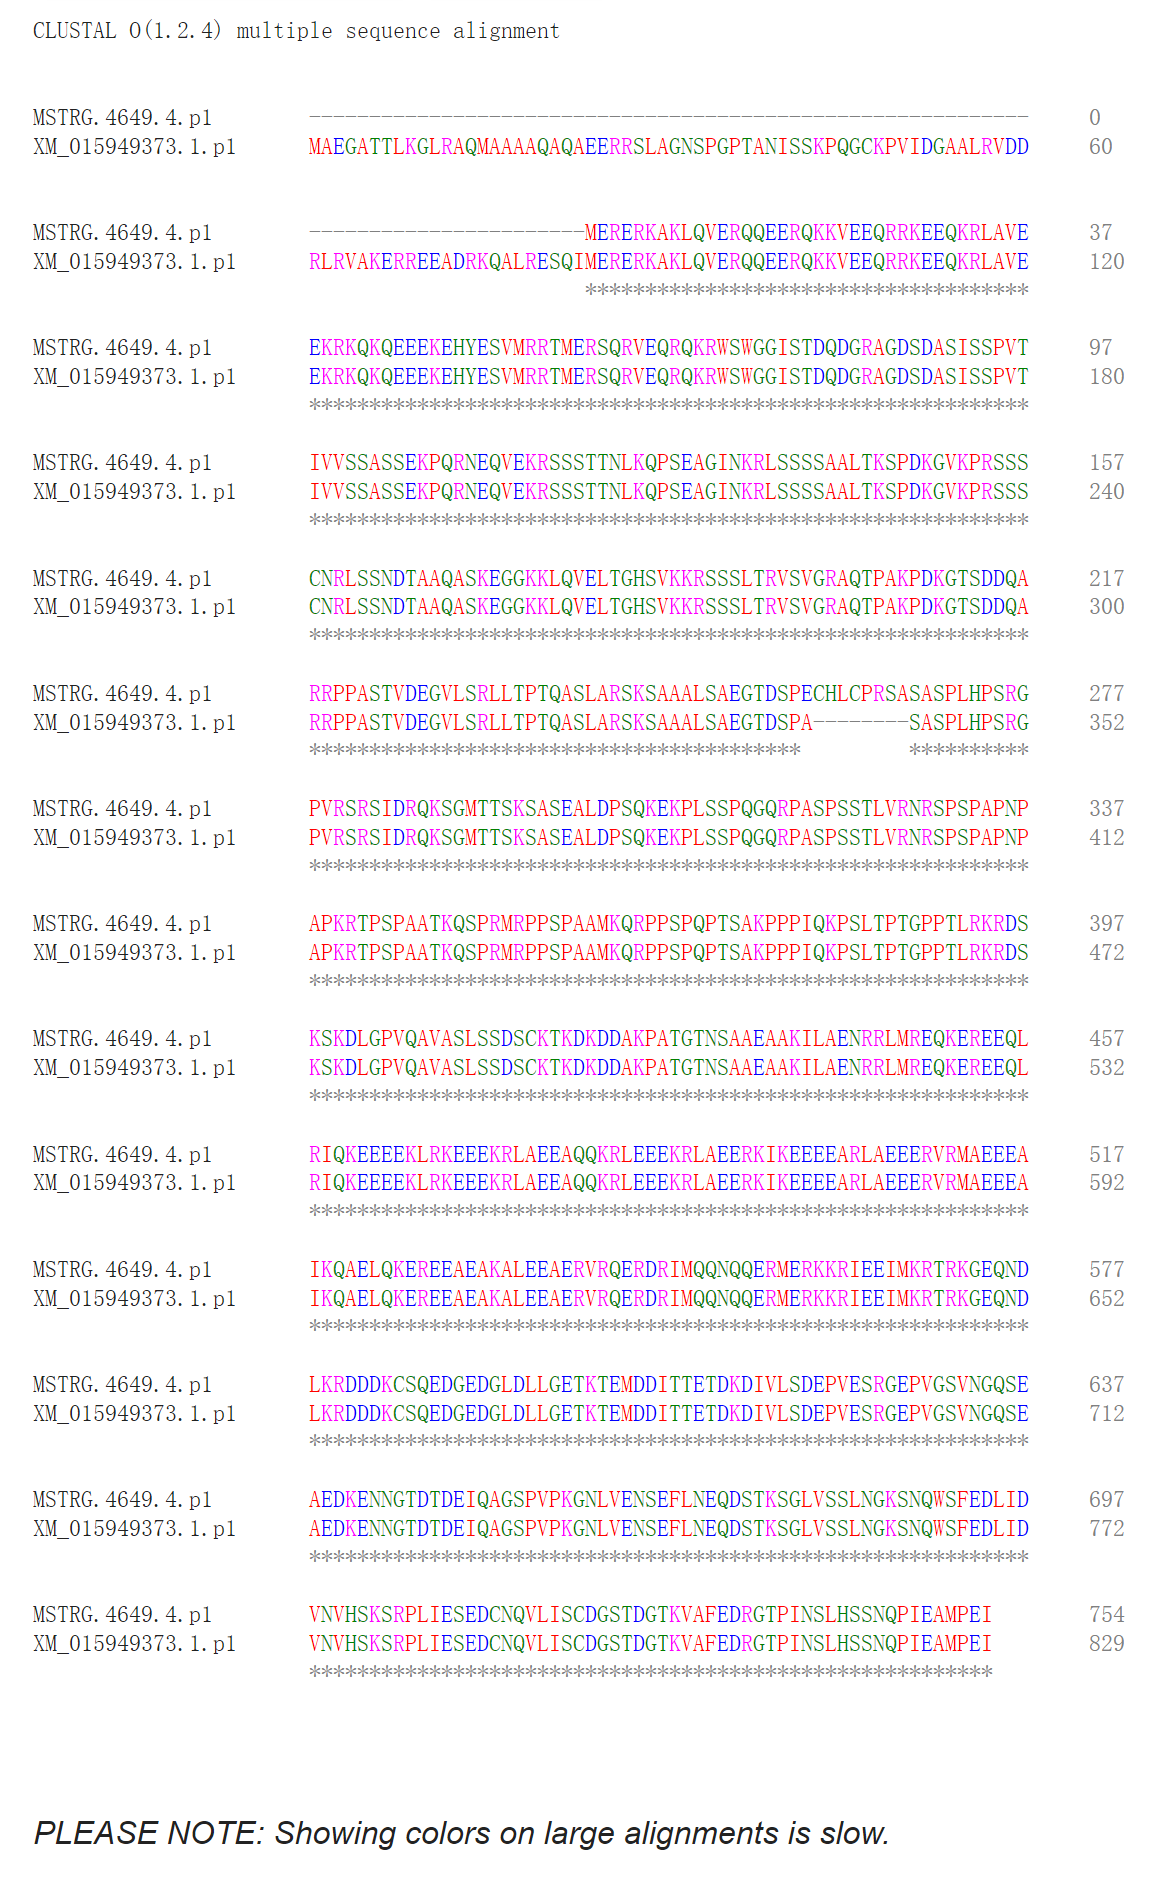 CLUSTAL O(1.2.4) multiple sequence alignment
MSTRG.4649.4.p1 ------------------------------------------------------------ 0
XM_015949373.1.p1 MAEGATTLKGLRAQMAAAAQAQAEERRSLAGNSPGPTANISSKPQGCKPVIDGAALRVDD 60
MSTRG.4649.4.p1 -----------------------MERERKAKLQVERQQEERQKKVEEQRRKEEQKRLAVE 37
XM_015949373.1.p1 RLRVAKERREEADRKQALRESQIMERERKAKLQVERQQEERQKKVEEQRRKEEQKRLAVE 120
*************************************
MSTRG.4649.4.p1 EKRKQKQEEEKEHYESVMRRTMERSQRVEQRQKRWSWGGISTDQDGRAGDSDASISSPVT 97
XM_015949373.1.p1 EKRKQKQEEEKEHYESVMRRTMERSQRVEQRQKRWSWGGISTDQDGRAGDSDASISSPVT 180
************************************************************
MSTRG.4649.4.p1 IVVSSASSEKPQRNEQVEKRSSSTTNLKQPSEAGINKRLSSSSAALTKSPDKGVKPRSSS 157
XM_015949373.1.p1 IVVSSASSEKPQRNEQVEKRSSSTTNLKQPSEAGINKRLSSSSAALTKSPDKGVKPRSSS 240
************************************************************
MSTRG.4649.4.p1 CNRLSSNDTAAQASKEGGKKLQVELTGHSVKKRSSSLTRVSVGRAQTPAKPDKGTSDDQA 217
XM_015949373.1.p1 CNRLSSNDTAAQASKEGGKKLQVELTGHSVKKRSSSLTRVSVGRAQTPAKPDKGTSDDQA 300
************************************************************
MSTRG.4649.4.p1 RRPPASTVDEGVLSRLLTPTQASLARSKSAAALSAEGTDSPECHLCPRSASASPLHPSRG 277
XM_015949373.1.p1 RRPPASTVDEGVLSRLLTPTQASLARSKSAAALSAEGTDSPA--------SASPLHPSRG 352
*****************************************         **********
MSTRG.4649.4.p1 PVRSRSIDRQKSGMTTSKSASEALDPSQKEKPLSSPQGQRPASPSSTLVRNRSPSPAPNP 337
XM_015949373.1.p1 PVRSRSIDRQKSGMTTSKSASEALDPSQKEKPLSSPQGQRPASPSSTLVRNRSPSPAPNP 412
************************************************************
MSTRG.4649.4.p1 APKRTPSPAATKQSPRMRPPSPAAMKQRPPSPQPTSAKPPPIQKPSLTPTGPPTLRKRDS 397
XM_015949373.1.p1 APKRTPSPAATKQSPRMRPPSPAAMKQRPPSPQPTSAKPPPIQKPSLTPTGPPTLRKRDS 472
************************************************************
MSTRG.4649.4.p1 KSKDLGPVQAVASLSSDSCKTKDKDDAKPATGTNSAAEAAKILAENRRLMREQKEREEQL 457
XM_015949373.1.p1 KSKDLGPVQAVASLSSDSCKTKDKDDAKPATGTNSAAEAAKILAENRRLMREQKEREEQL 532
************************************************************
MSTRG.4649.4.p1 RIQKEEEEKLRKEEEKRLAEEAQQKRLEEEKRLAEERKIKEEEEARLAEEERVRMAEEEA 517
XM_015949373.1.p1 RIQKEEEEKLRKEEEKRLAEEAQQKRLEEEKRLAEERKIKEEEEARLAEEERVRMAEEEA 592
************************************************************
MSTRG.4649.4.p1 IKQAELQKEREEAEAKALEEAERVRQERDRIMQQNQQERMERKKRIEEIMKRTRKGEQND 577
XM_015949373.1.p1 IKQAELQKEREEAEAKALEEAERVRQERDRIMQQNQQERMERKKRIEEIMKRTRKGEQND 652
************************************************************
MSTRG.4649.4.p1 LKRDDDKCSQEDGEDGLDLLGETKTEMDDITTETDKDIVLSDEPVESRGEPVGSVNGQSE 637
XM_015949373.1.p1 LKRDDDKCSQEDGEDGLDLLGETKTEMDDITTETDKDIVLSDEPVESRGEPVGSVNGQSE 712
************************************************************
MSTRG.4649.4.p1 AEDKENNGTDTDEIQAGSPVPKGNLVENSEFLNEQDSTKSGLVSSLNGKSNQWSFEDLID 697
XM_015949373.1.p1 AEDKENNGTDTDEIQAGSPVPKGNLVENSEFLNEQDSTKSGLVSSLNGKSNQWSFEDLID 772
************************************************************
MSTRG.4649.4.p1 VNVHSKSRPLIESEDCNQVLISCDGSTDGTKVAFEDRGTPINSLHSSNQPIEAMPEI 754
XM_015949373.1.p1 VNVHSKSRPLIESEDCNQVLISCDGSTDGTKVAFEDRGTPINSLHSSNQPIEAMPEI 829
*********************************************************
PLEASE NOTE: Showing colors on large alignments is slow.